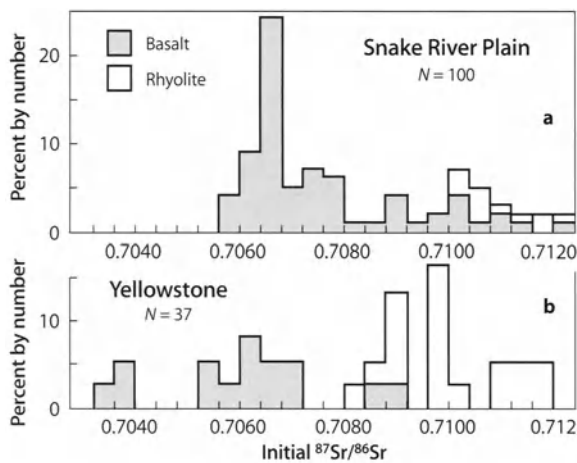 Basalt
Rhyolite
Snake River Plain
N = 100
a
Percent by number
20
10
0
0.7040 0.7060 0.7080 0.7100 0.7120
Yellowstone
N = 37
b
Percent by number
10
0
0.7040 0.7060 0.7080 0.7100 0.7120
Initial ⁸⁷Sr/⁸⁶Sr